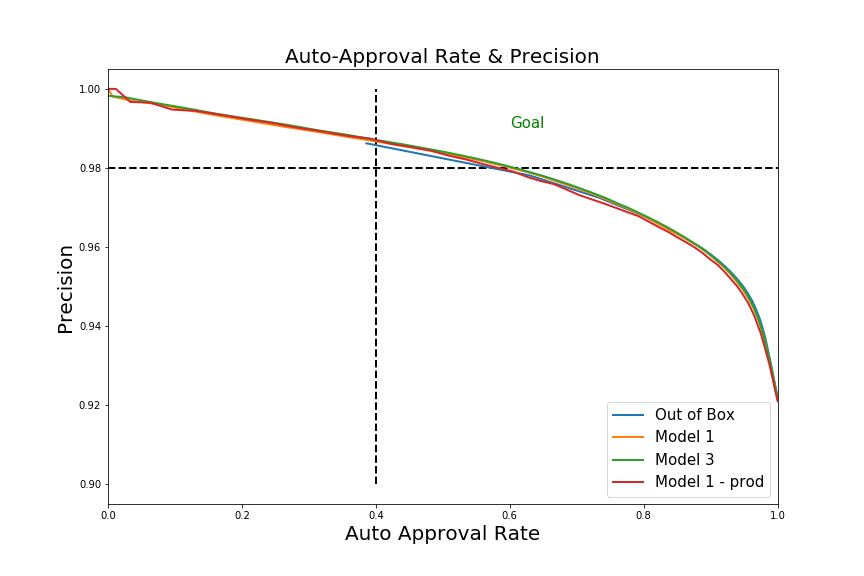 Auto-Approval Rate & Precision
1.00
Goal
0.98
0.96
Precision
0.94
0.92
0.90
Out of Box
Model 1
Model 3
Model 1 - prod
0.0
0.2
0.4
0.6
0.8
1.0
Auto Approval Rate